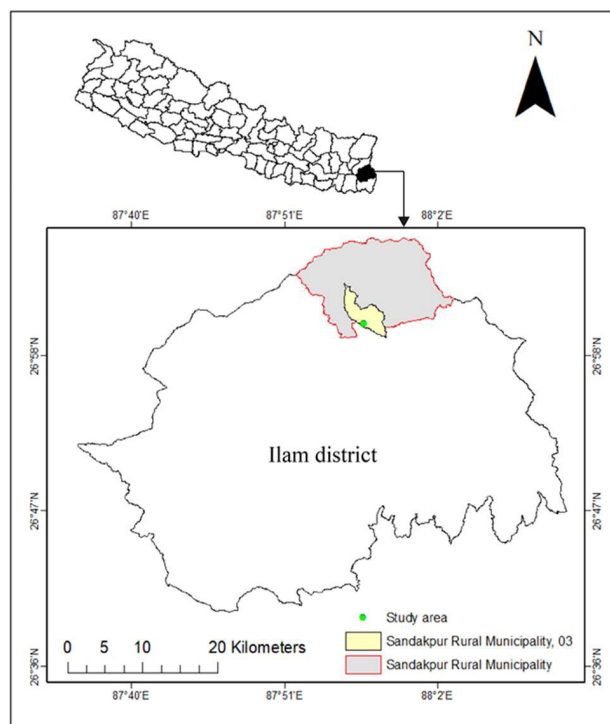 N
87°40'E 87°51'E 88°2'E
26°58'N 26°58'N
Ilam district
26°47'N 26°47'N
Study area
Sandakpur Rural Municipality, 03
Sandakpur Rural Municipality
0 5 10 20 Kilometers
26°36'N 26°36'N
87°40'E 87°51'E 88°2'E